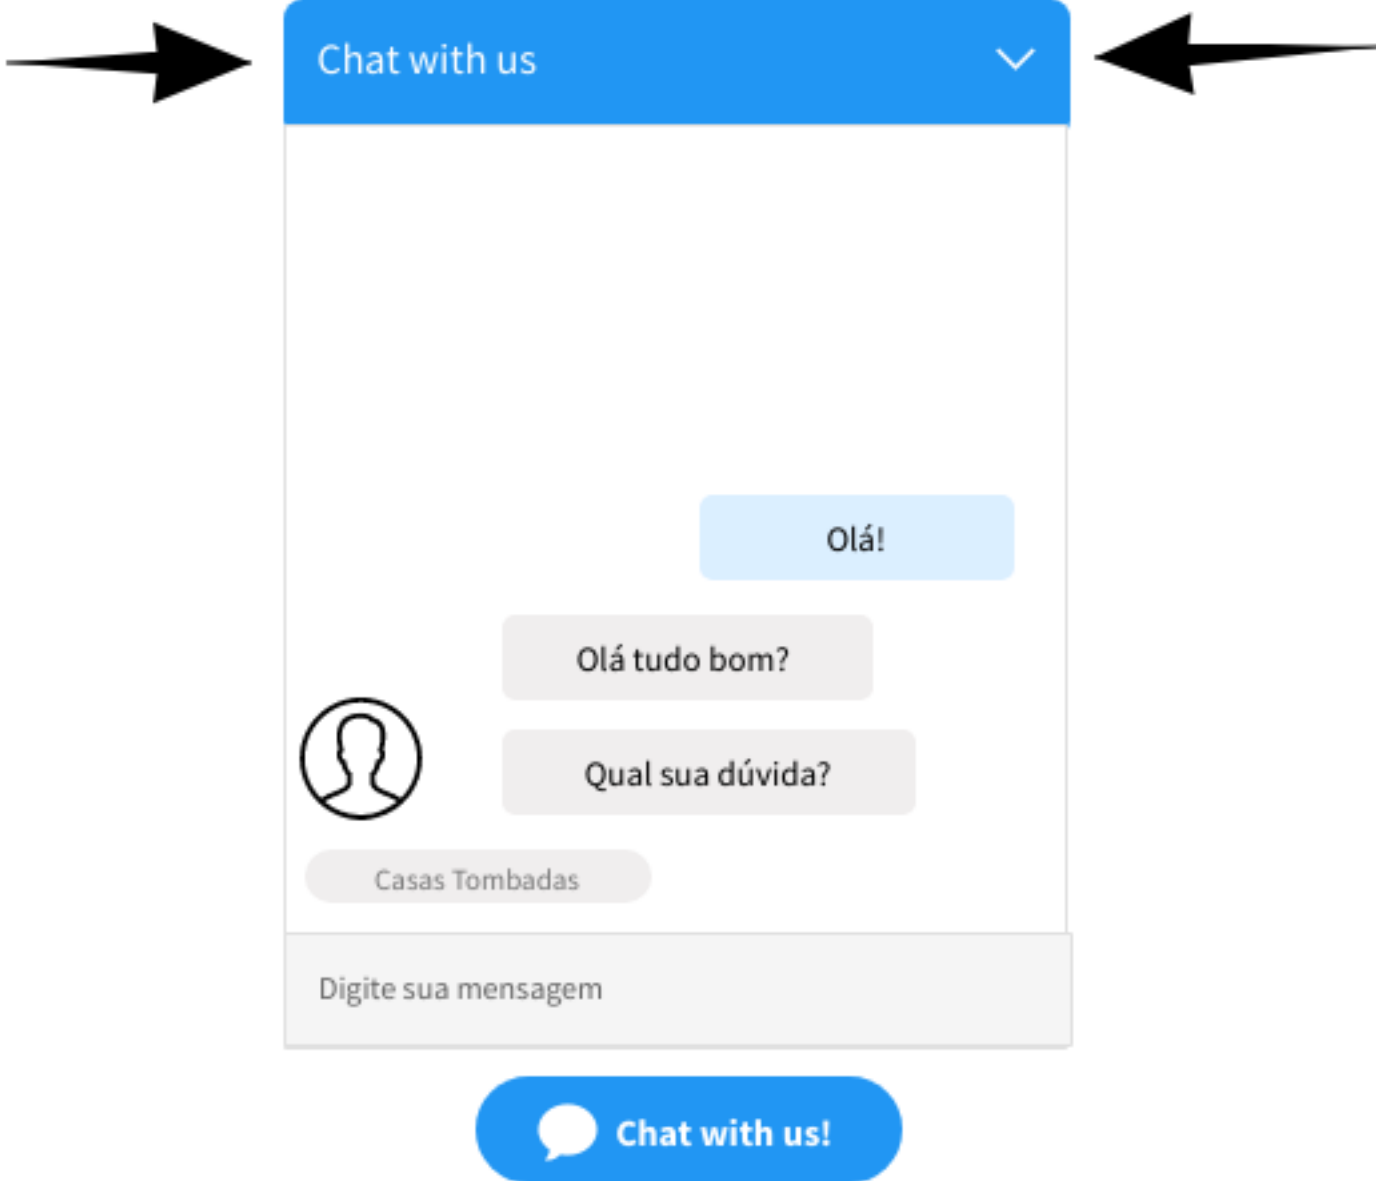 Chat with us
Olá!
Olá tudo bom?
Qual sua dúvida?
Casas Tombadas
Digite sua mensagem
Chat with us!